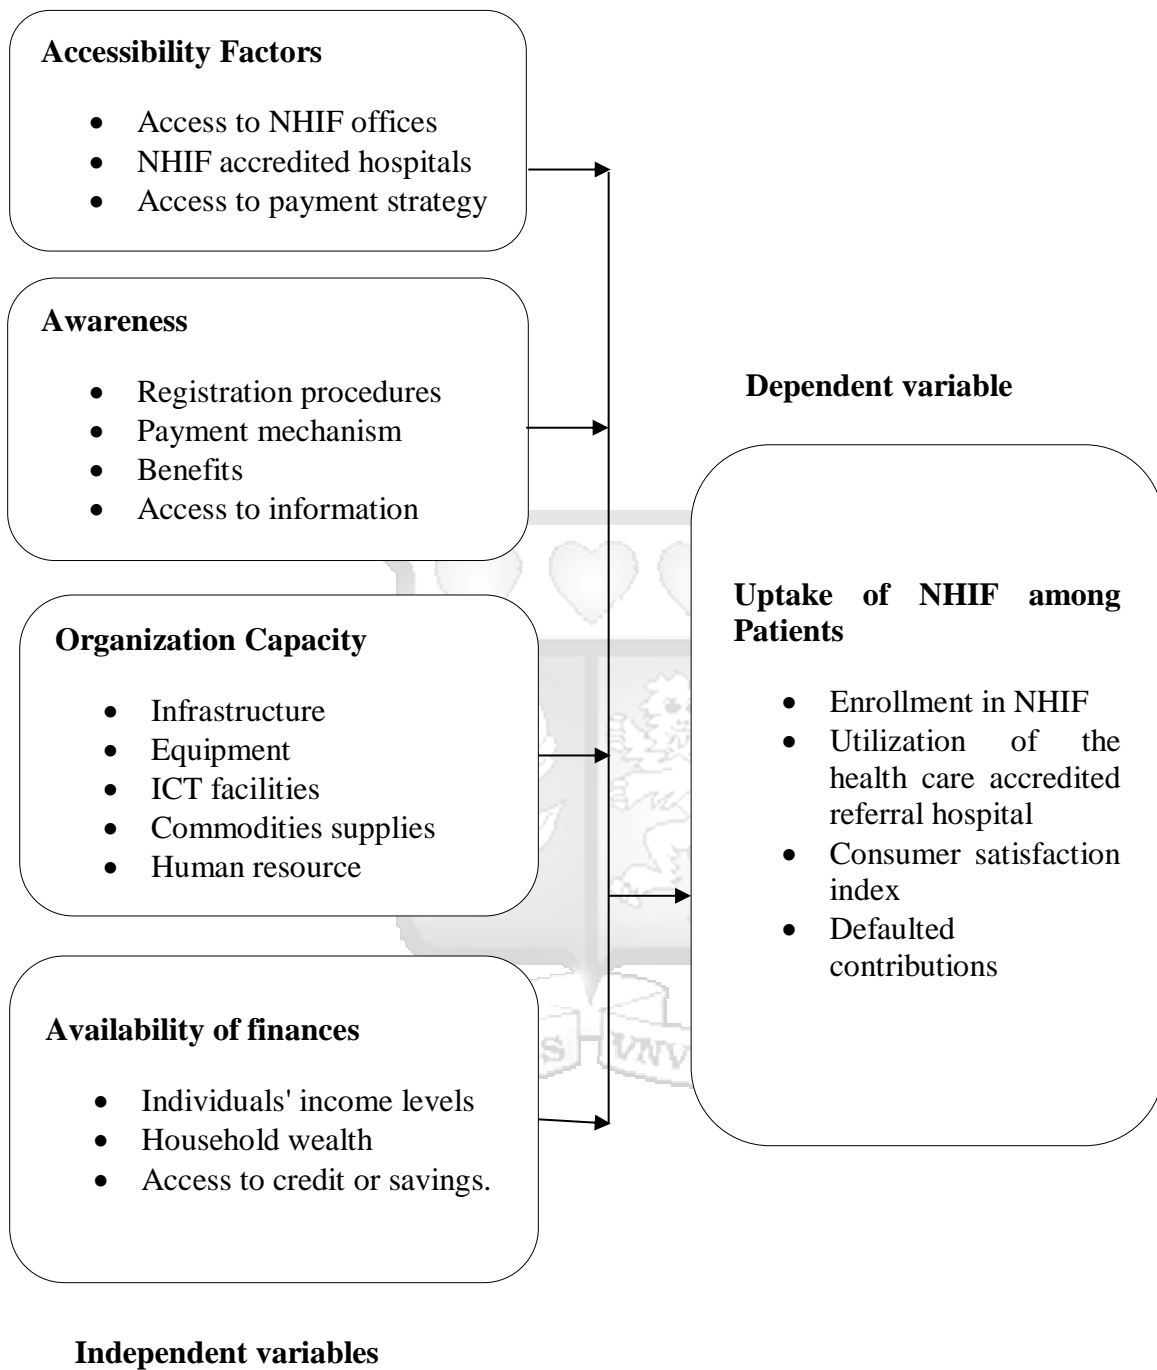 Accessibility Factors
• Access to NHIF offices
• NHIF accredited hospitals
• Access to payment strategy
Awareness
• Registration procedures
• Payment mechanism
• Benefits
• Access to information
Organization Capacity
• Infrastructure
• Equipment
• ICT facilities
• Commodities supplies
• Human resource
Availability of finances
• Individuals' income levels
• Household wealth
• Access to credit or savings.
Independent variables
Dependent variable
Uptake of NHIF among
Patients
• Enrollment in NHIF
• Utilization of the
health care accredited
referral hospital
• Consumer satisfaction
index
• Defaulted
contributions